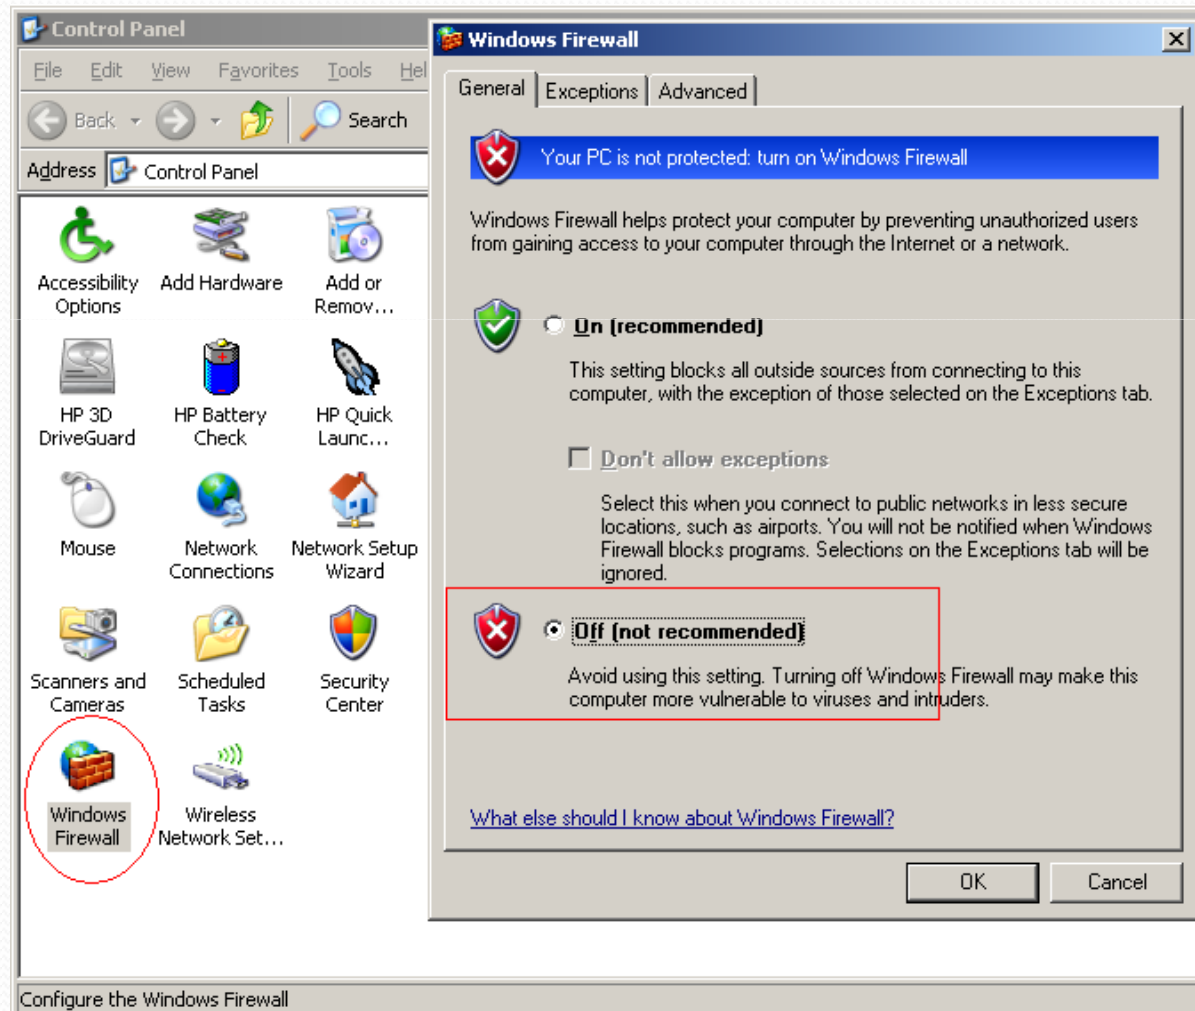 Control Panel
File Edit View Favorites Tools Hel
Back Search
Address Control Panel
Accessibility Options
Add Hardware
Add or Remov...
HP 3D DriveGuard
HP Battery Check
HP Quick Launc...
Mouse
Network Connections
Network Setup Wizard
Scanners and Cameras
Scheduled Tasks
Security Center
Windows Firewall
Wireless Network Set...
Configure the Windows Firewall
Windows Firewall
General Exceptions Advanced
Your PC is not protected: turn on Windows Firewall
Windows Firewall helps protect your computer by preventing unauthorized users
from gaining access to your computer through the Internet or a network.
On (recommended)
This setting blocks all outside sources from connecting to this
computer, with the exception of those selected on the Exceptions tab.
Don't allow exceptions
Select this when you connect to public networks in less secure
locations, such as airports. You will not be notified when Windows
Firewall blocks programs. Selections on the Exceptions tab will be
ignored.
Off (not recommended)
Avoid using this setting. Turning off Windows Firewall may make this
computer more vulnerable to viruses and intruders.
What else should I know about Windows Firewall?
OK Cancel